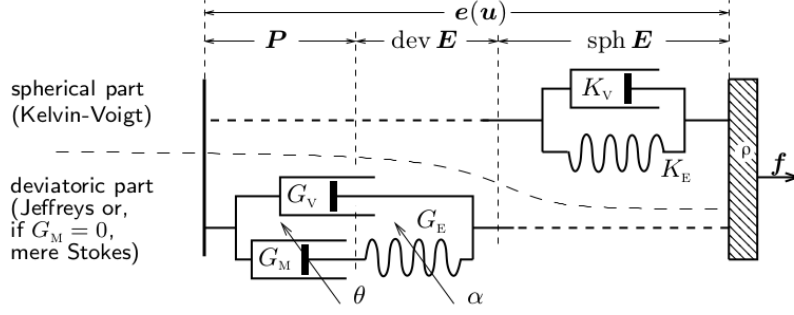 e(u)
P
dev E
sph E
spherical part
(Kelvin-Voigt)
K_V
K_E
ρ
f
deviatoric part
(Jeffreys or,
if G_M = 0,
mere Stokes)
G_V
G_E
G_M
θ
α